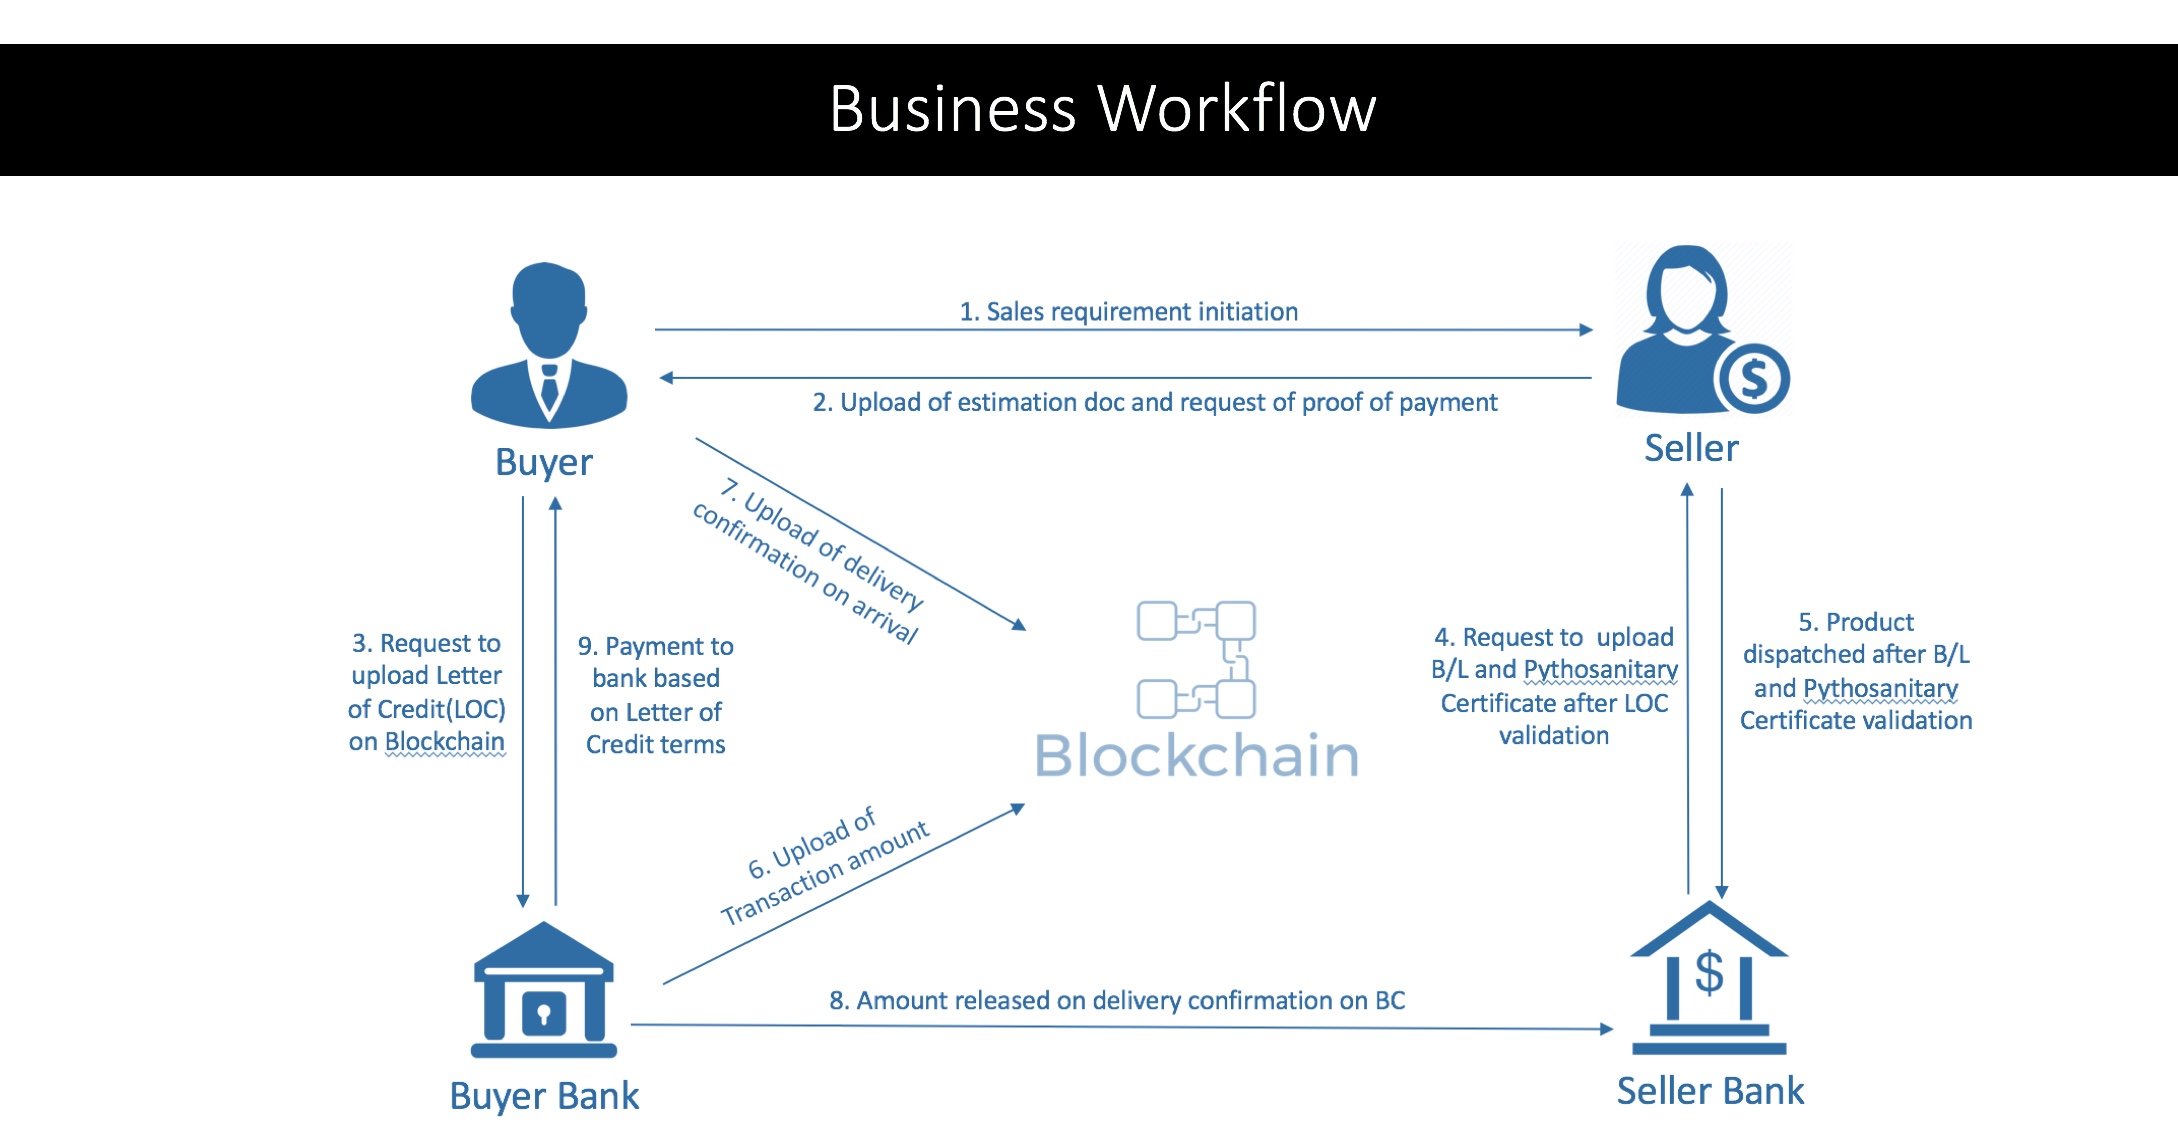 Business Workflow
1. Sales requirement initiation
2. Upload of estimation doc and request of proof of payment
Buyer
Seller
7. Upload of delivery
confirmation on arrival
3. Request to
upload Letter
of Credit(LOC)
on Blockchain
9. Payment to
bank based
on Letter of
Credit terms
Blockchain
4. Request to  upload
B/L and Pythosanitary
Certificate after LOC
validation
5. Product
dispatched after B/L
and Pythosanitary
Certificate validation
6. Upload of
Transaction amount
$
$
8. Amount released on delivery confirmation on BC
Buyer Bank
Seller Bank